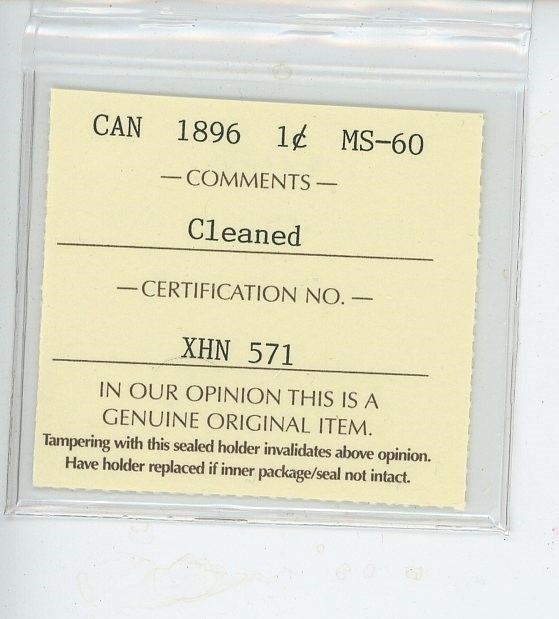 CAN 1896 1¢ MS-60
— COMMENTS —
Cleaned
— CERTIFICATION NO. —
XHN 571
IN OUR OPINION THIS IS A
GENUINE ORIGINAL ITEM.
Tampering with this sealed holder invalidates above opinion.
Have holder replaced if inner package/seal not intact.